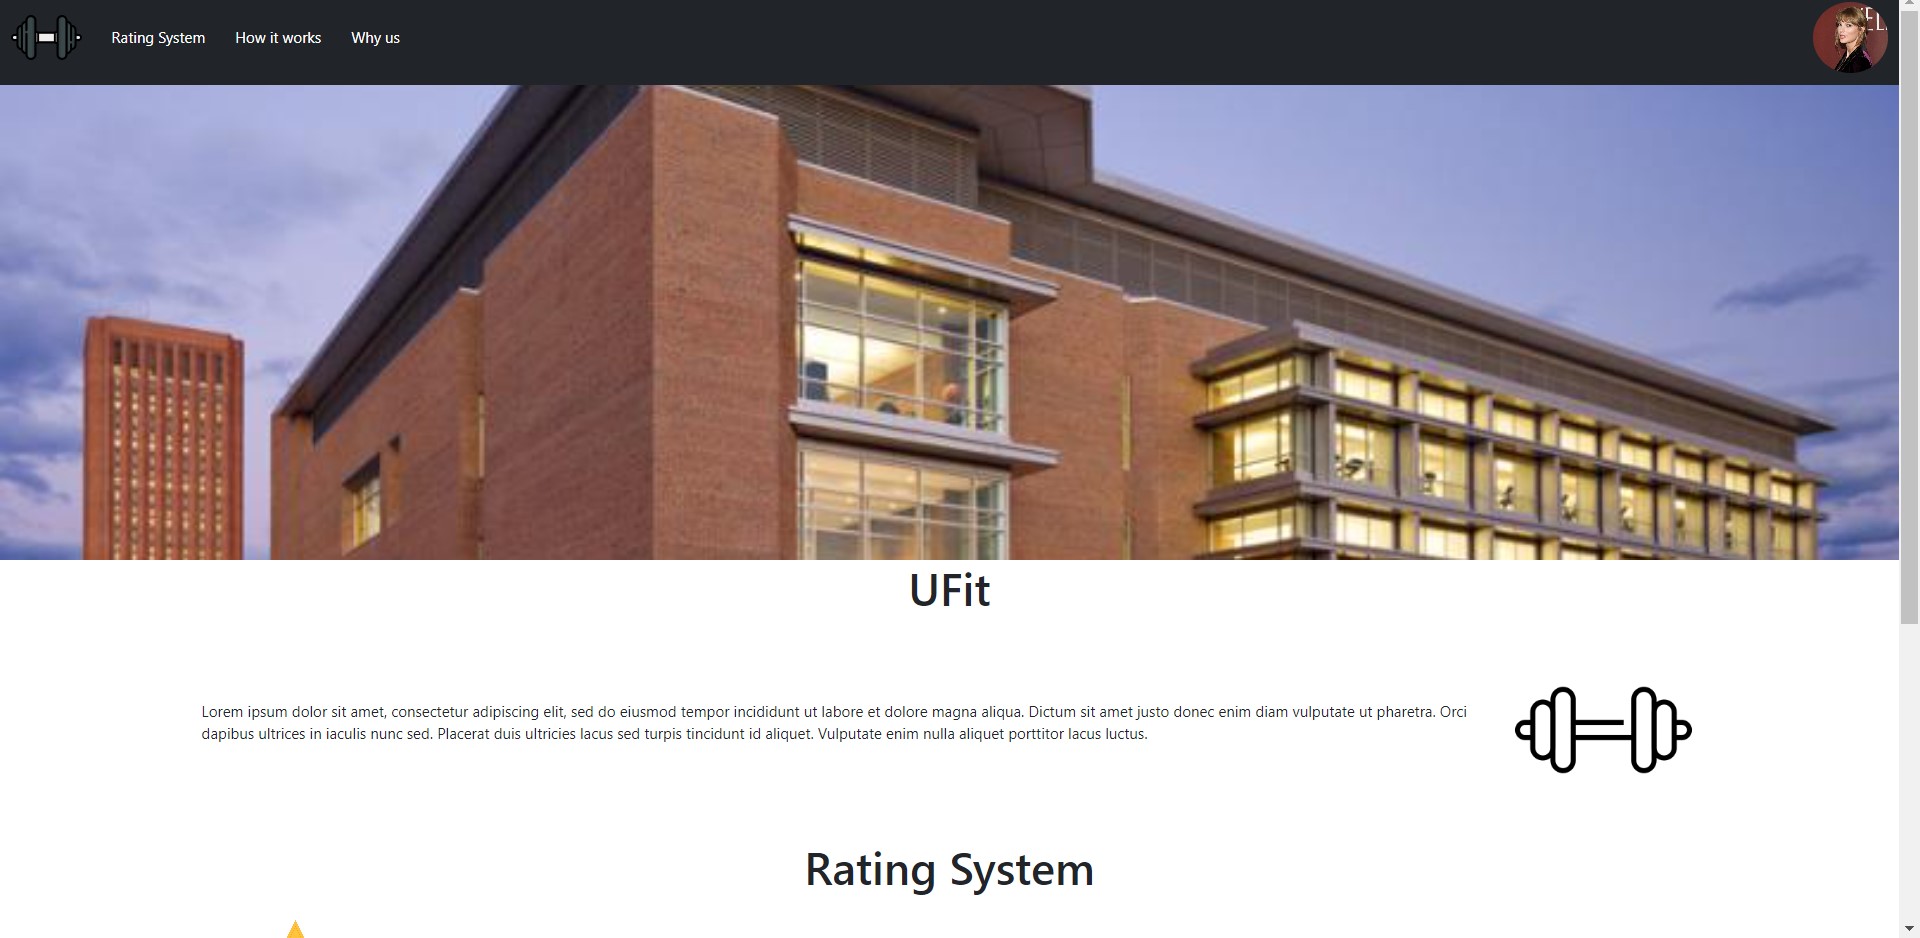 Rating System
How it works
Why us
UFit
Lorem ipsum dolor sit amet, consectetur adipiscing elit, sed do eiusmod tempor incididunt ut labore et dolore magna aliqua. Dictum sit amet justo donec enim diam vulputate ut pharetra. Orci
dapibus ultrices in iaculis nunc sed. Placerat duis ultricies lacus sed turpis tincidunt id aliquet. Vulputate enim nulla aliquet porttitor lacus luctus.
Rating System